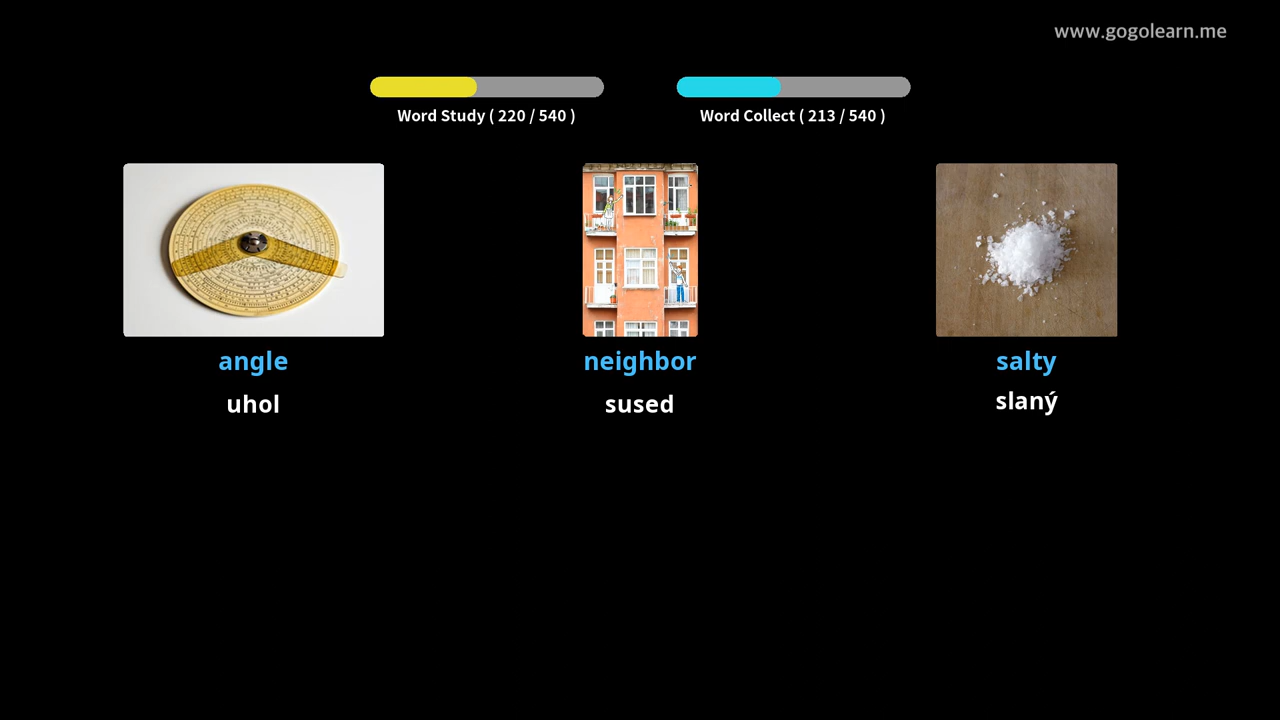 www.gogolearn.me
Word Study ( 220 / 540 )
Word Collect ( 213 / 540 )
angle
neighbor
salty
uhol
sused
slaný